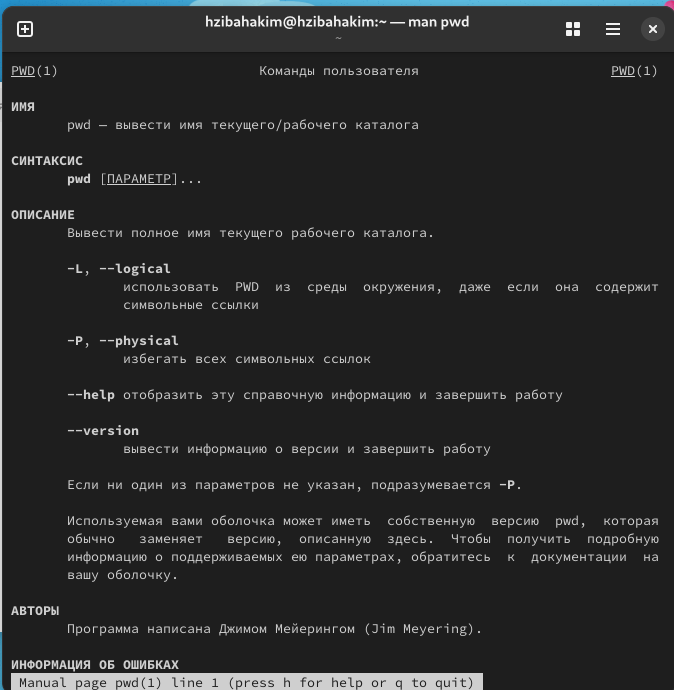 hzibahakim@hzibahakim:~ — man pwd
~
PWD(1) Команды пользователя PWD(1)
ИМЯ
pwd — вывести имя текущего/рабочего каталога
СИНТАКСИС
pwd [ПАРАМЕТР]...
ОПИСАНИЕ
Вывести полное имя текущего рабочего каталога.
-L, --logical
использовать PWD из среды окружения, даже если она содержит
символьные ссылки
-P, --physical
избегать всех символьных ссылок
--help отобразить эту справочную информацию и завершить работу
--version
вывести информацию о версии и завершить работу
Если ни один из параметров не указан, подразумевается -P.
Используемая вами оболочка может иметь собственную версию pwd, которая
обычно заменяет версию, описанную здесь. Чтобы получить подробную
информацию о поддерживаемых ею параметрах, обратитесь к документации на
вашу оболочку.
АВТОРЫ
Программа написана Джимом Мейерингом (Jim Meyering).
ИНФОРМАЦИЯ ОБ ОШИБКАХ
Manual page pwd(1) line 1 (press h for help or q to quit)